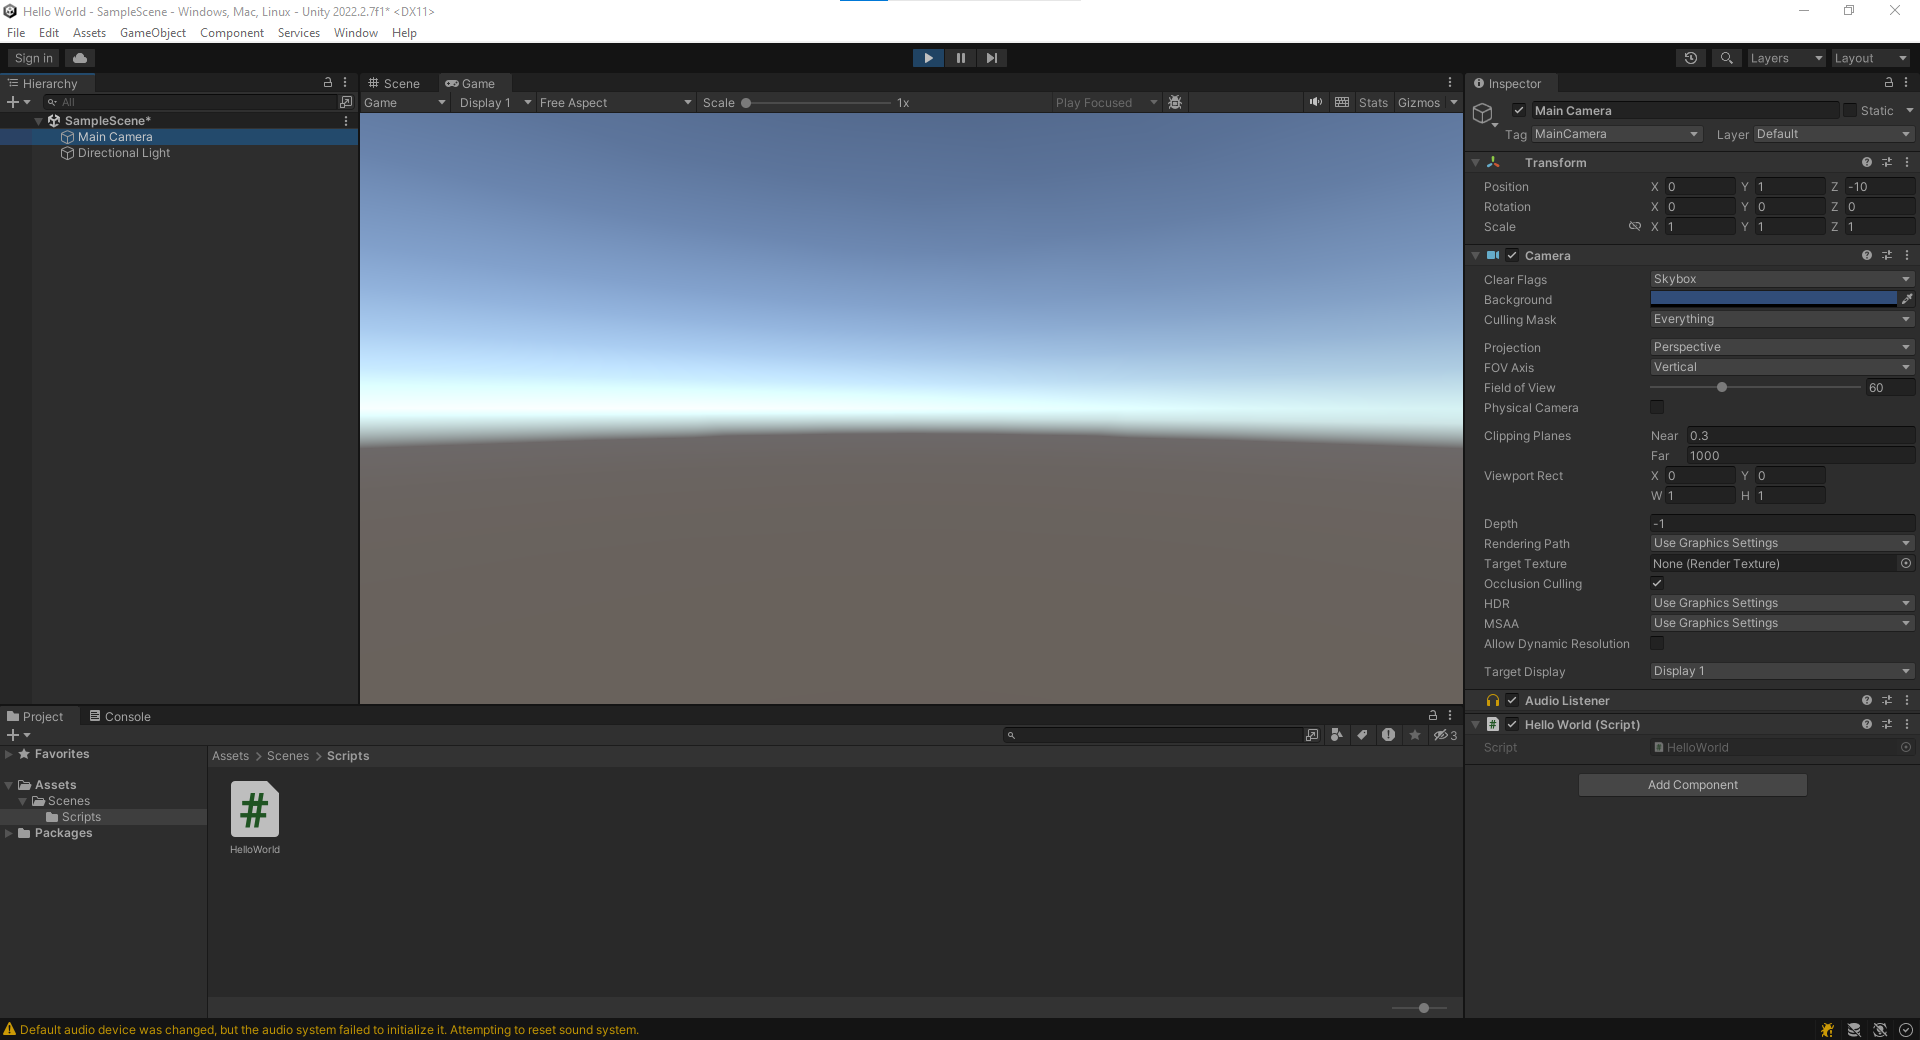 Hello World - SampleScene - Windows, Mac, Linux - Unity 2022.2.7f1* <DX11>
File Edit Assets GameObject Component Services Window Help
Sign in Layers Layout
Hierarchy
All
SampleScene*
Main Camera
Directional Light
Scene Game
Game Display 1 Free Aspect Scale 1x Play Focused Stats Gizmos
Inspector
Main Camera Static
Tag MainCamera Layer Default
Transform
Position X 0 Y 1 Z -10
Rotation X 0 Y 0 Z 0
Scale X 1 Y 1 Z 1
Camera
Clear Flags Skybox
Background
Culling Mask Everything
Projection Perspective
FOV Axis Vertical
Field of View 60
Physical Camera
Clipping Planes Near 0.3
Far 1000
Viewport Rect X 0 Y 0
W 1 H 1
Depth -1
Rendering Path Use Graphics Settings
Target Texture None (Render Texture)
Occlusion Culling
HDR Use Graphics Settings
MSAA Use Graphics Settings
Allow Dynamic Resolution
Target Display Display 1
Audio Listener
# Hello World (Script)
Script HelloWorld
Add Component
Project Console
3
Favorites
Assets
Scenes
Scripts
Packages
Assets > Scenes > Scripts
#
HelloWorld
Default audio device was changed, but the audio system failed to initialize it. Attempting to reset sound system.